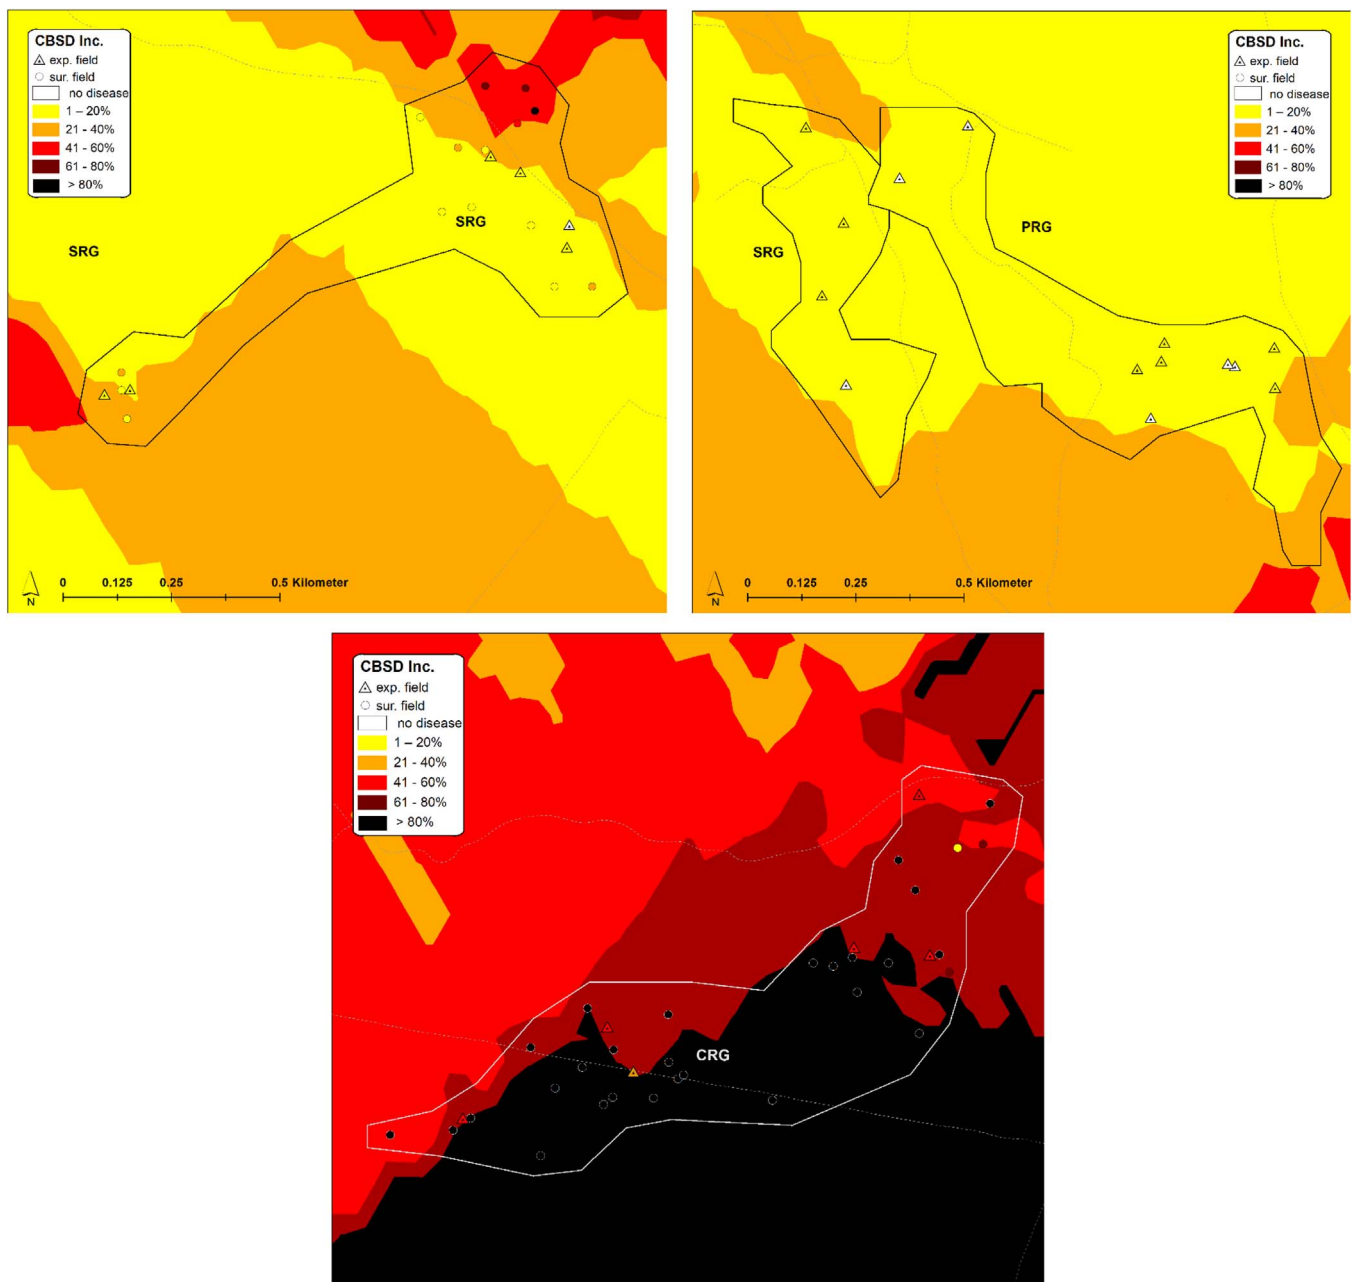 CBSD Inc.
exp. field
sur. field
no disease
1 – 20%
21 - 40%
41 - 60%
61 - 80%
> 80%
SRG
SRG
N
0 0.125 0.25 0.5 Kilometer
CBSD Inc.
exp. field
sur. field
no disease
1 – 20%
21 - 40%
41 - 60%
61 - 80%
> 80%
PRG
SRG
N
0 0.125 0.25 0.5 Kilometer
CBSD Inc.
exp. field
sur. field
no disease
1 – 20%
21 - 40%
41 - 60%
61 - 80%
> 80%
CRG